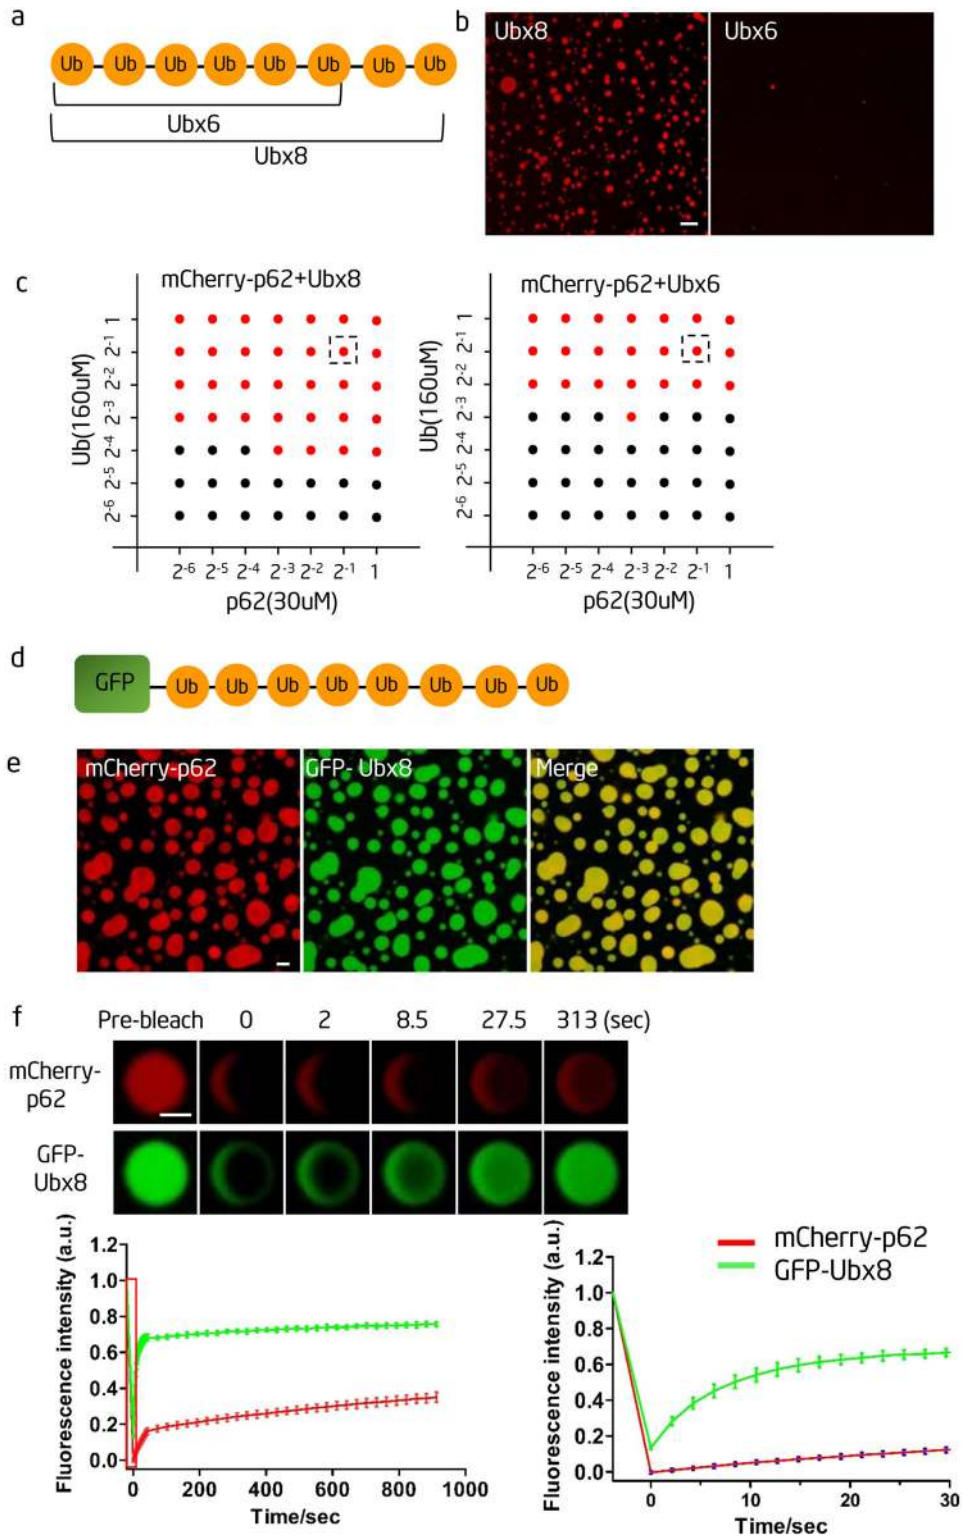 a
Ub Ub Ub Ub Ub Ub Ub Ub
Ubx6
Ubx8
b
Ubx8
Ubx6
c
mCherry-p62+Ubx8
Ub(160uM)
1
2-1
2-2
2-3
2-4
2-5
2-6
2-6 2-5 2-4 2-3 2-2 2-1 1
p62(30uM)
mCherry-p62+Ubx6
Ub(160uM)
1
2-1
2-2
2-3
2-4
2-5
2-6
2-6 2-5 2-4 2-3 2-2 2-1 1
p62(30uM)
d
GFP Ub Ub Ub Ub Ub Ub Ub Ub
e
mCherry-p62
GFP- Ubx8
Merge
f
Pre-bleach 0 2 8.5 27.5 313 (sec)
mCherry-
p62
GFP-
Ubx8
Fluorescence intensity (a.u.)
1.2
1.0
0.8
0.6
0.4
0.2
0.0
0 200 400 600 800 1000
Time/sec
mCherry-p62
GFP-Ubx8
Fluorescence intensity (a.u.)
1.2
1.0
0.8
0.6
0.4
0.2
0.0
0 10 20 30
Time/sec